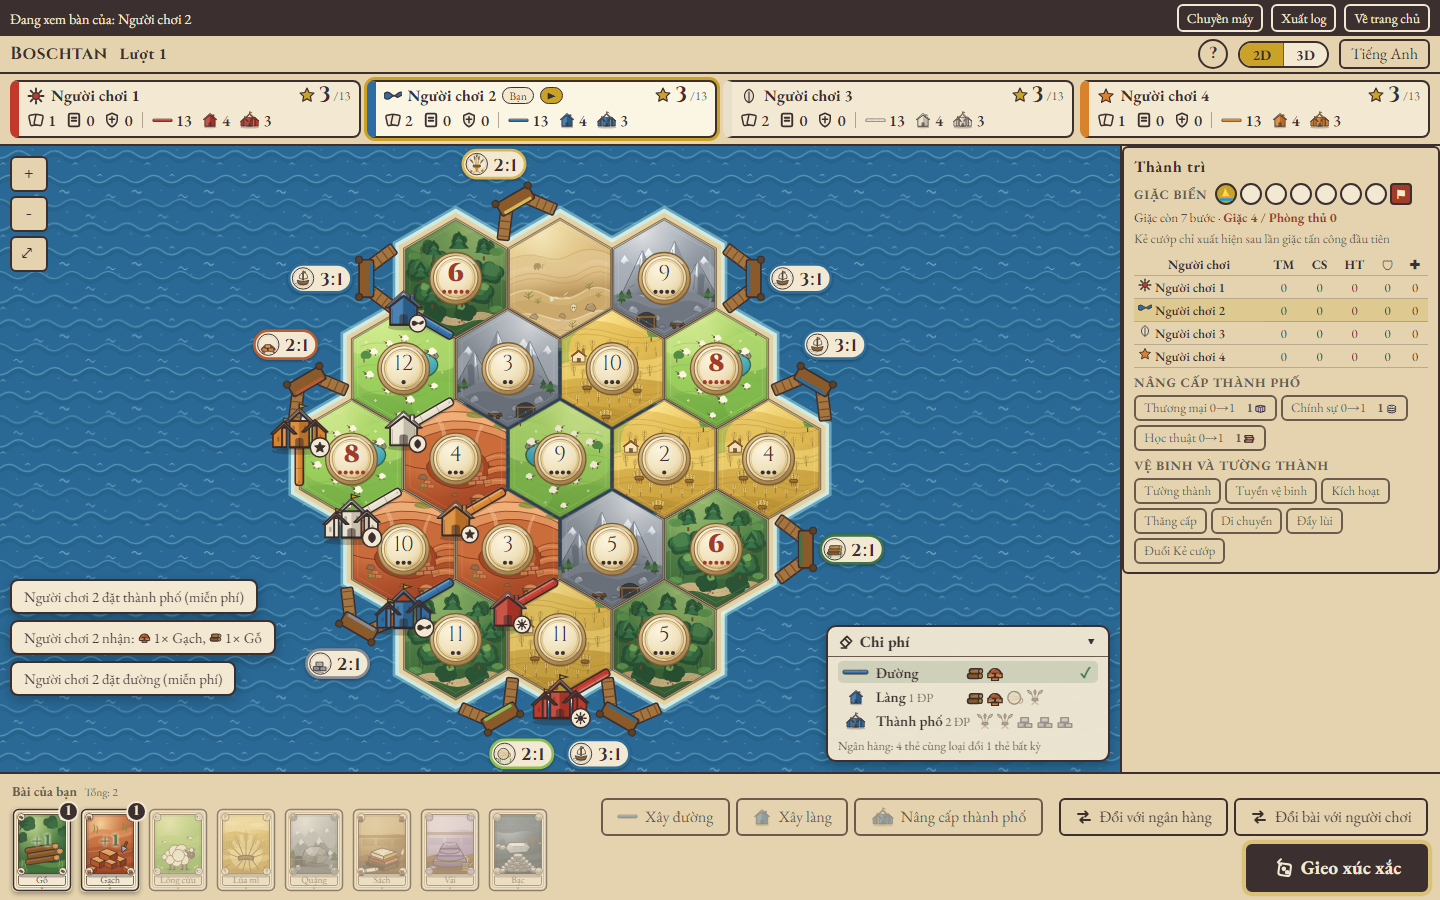 Đang xem bàn của: Người chơi 2
Chuyền máy
Xuất log
Về trang chủ
BOSCHTAN Lượt 1
?
2D
3D
Tiếng Anh
Người chơi 1
3 /13
1 0 0 13 4 3
Người chơi 2 Bạn
3 /13
2 0 0 13 4 3
Người chơi 3
3 /13
2 0 0 13 4 3
Người chơi 4
3 /13
1 0 0 13 4 3
+
-
2:1
3:1
3:1
2:1
3:1
2:1
2:1
2:1
3:1
6
9
12
3
10
8
8
4
9
2
4
10
3
5
6
11
11
5
Người chơi 2 đặt thành phố (miễn phí)
Người chơi 2 nhận: 1× Gạch, 1× Gỗ
Người chơi 2 đặt đường (miễn phí)
Chi phí
Đường
Làng 1 ĐP
Thành phố 2 ĐP
Ngân hàng: 4 thẻ cùng loại đổi 1 thẻ bất kỳ
Thành trì
GIẶC BIỂN
Giặc còn 7 bước · Giặc 4 / Phòng thủ 0
Kẻ cướp chỉ xuất hiện sau lần giặc tấn công đầu tiên
Người chơi TM CS HT
Người chơi 1 0 0 0 0 0
Người chơi 2 0 0 0 0 0
Người chơi 3 0 0 0 0 0
Người chơi 4 0 0 0 0 0
NÂNG CẤP THÀNH PHỐ
Thương mại 0→1 1
Chính sự 0→1 1
Học thuật 0→1 1
VỆ BINH VÀ TƯỜNG THÀNH
Tường thành
Tuyển vệ binh
Kích hoạt
Thăng cấp
Di chuyển
Đẩy lùi
Đuổi Kẻ cướp
Bài của bạn Tổng: 2
1
1
+1
+1
Gỗ
Gạch
Lông cừu
Lúa mì
Quặng
Sách
Vải
Bạc
Xây đường
Xây làng
Nâng cấp thành phố
Đổi với ngân hàng
Đổi bài với người chơi
Gieo xúc xắc